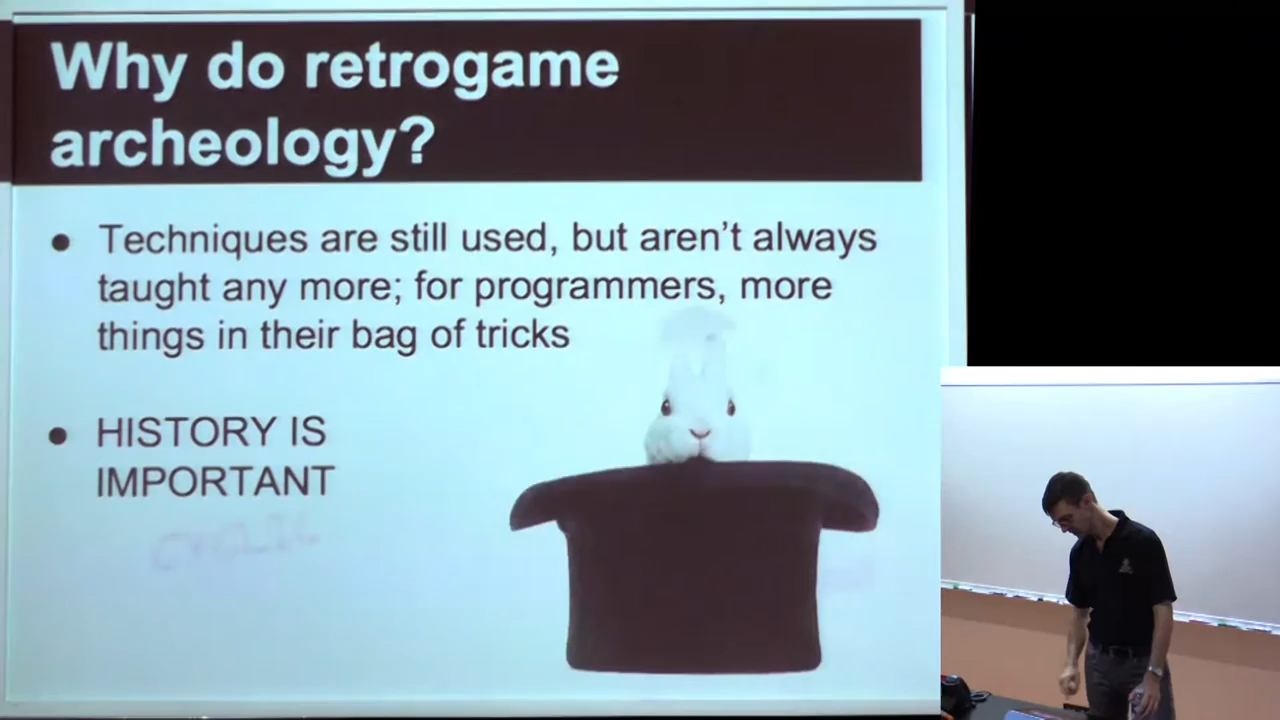 Why do retrogame
archeology?
● Techniques are still used, but aren't always
taught any more; for programmers, more
things in their bag of tricks
● HISTORY IS
IMPORTANT